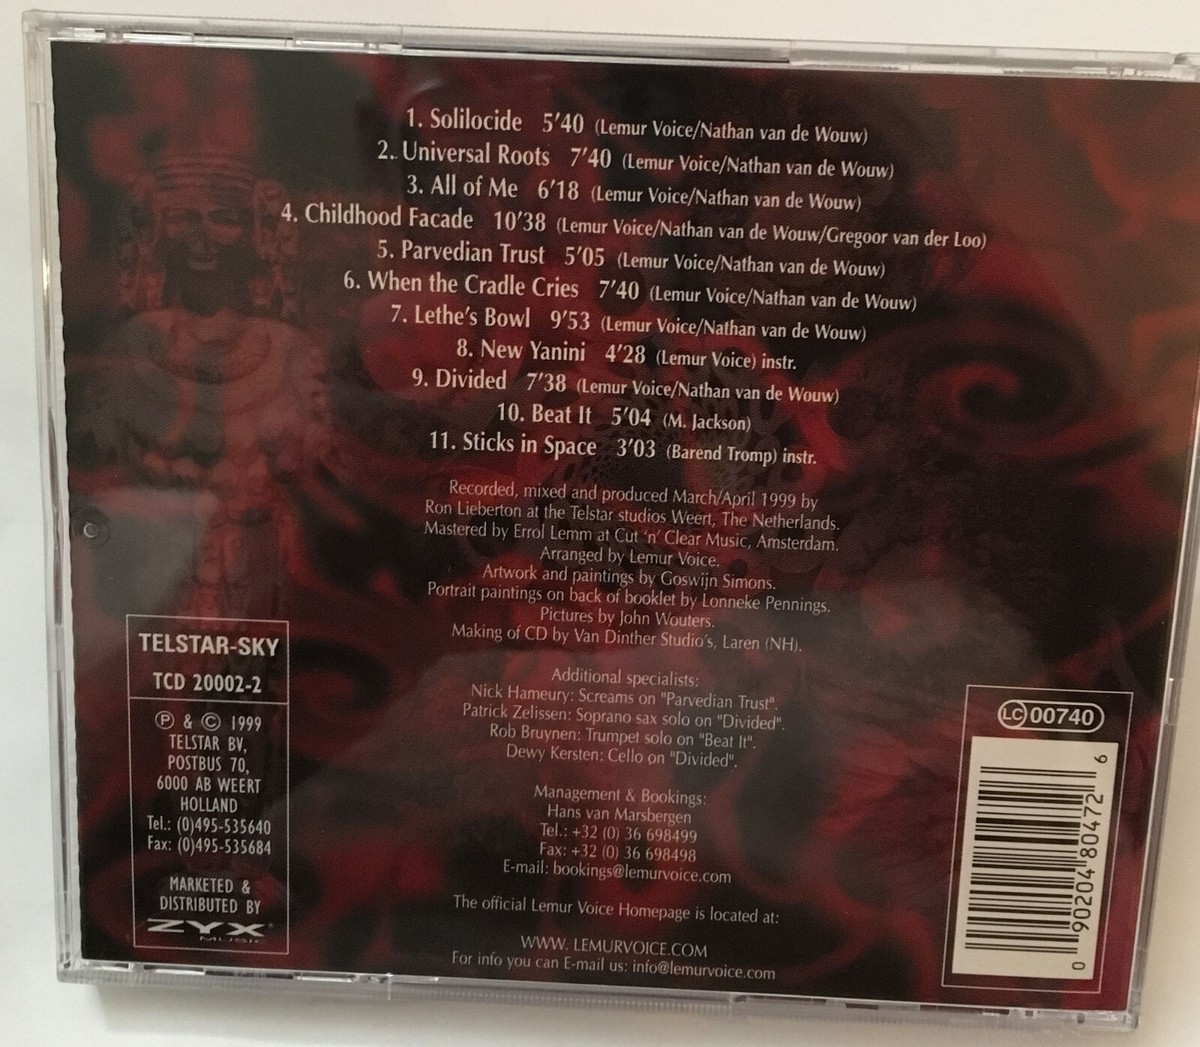 1. Solilocide 5'40 (Lemur Voice/Nathan van de Wouw)
2. Universal Roots 7'40 (Lemur Voice/Nathan van de Wouw)
3. All of Me 6'18 (Lemur Voice/Nathan van de Wouw)
4. Childhood Facade 10'38 (Lemur Voice/Nathan van de Wouw/Gregoor van der Loo)
5. Parvedian Trust 5'05 (Lemur Voice/Nathan van de Wouw)
6. When the Cradle Cries 7'40 (Lemur Voice/Nathan van de Wouw)
7. Lethe's Bowl 9'53 (Lemur Voice/Nathan van de Wouw)
8. New Yanini 4'28 (Lemur Voice) instr.
9. Divided 7'38 (Lemur Voice/Nathan van de Wouw)
10. Beat It 5'04 (M. Jackson)
11. Sticks in Space 3'03 (Barend Tromp) instr.
Recorded, mixed and produced March/April 1999 by
Ron Lieberton at the Telstar studios Weert, The Netherlands.
Mastered by Errol Lemm at Cut 'n' Clear Music, Amsterdam.
Arranged by Lemur Voice.
Artwork and paintings by Goswijn Simons.
Portrait paintings on back of booklet by Lonneke Pennings.
Pictures by John Wouters.
Making of CD by Van Dinther Studio's, Laren (NH).
Additional specialists:
Nick Hameury: Screams on "Parvedian Trust".
Patrick Zelissen: Soprano sax solo on "Divided".
Rob Bruynen: Trumpet solo on "Beat It".
Dewy Kersten: Cello on "Divided".
Management & Bookings:
Hans van Marsbergen
Tel.: +32 (0) 36 698499
Fax: +32 (0) 36 698498
E-mail: bookings@lemurvoice.com
The official Lemur Voice Homepage is located at:
WWW. LEMURVOICE.COM
For info you can E-mail us: info@lemurvoice.com
TELSTAR-SKY
TCD 20002-2
℗ & © 1999
TELSTAR BV,
POSTBUS 70,
6000 AB WEERT
HOLLAND
Tel.: (0)495-535640
Fax: (0)495-535684
MARKETED &
DISTRIBUTED BY
ZYX
MUSIC
LC 00740
0 90204 80472 6